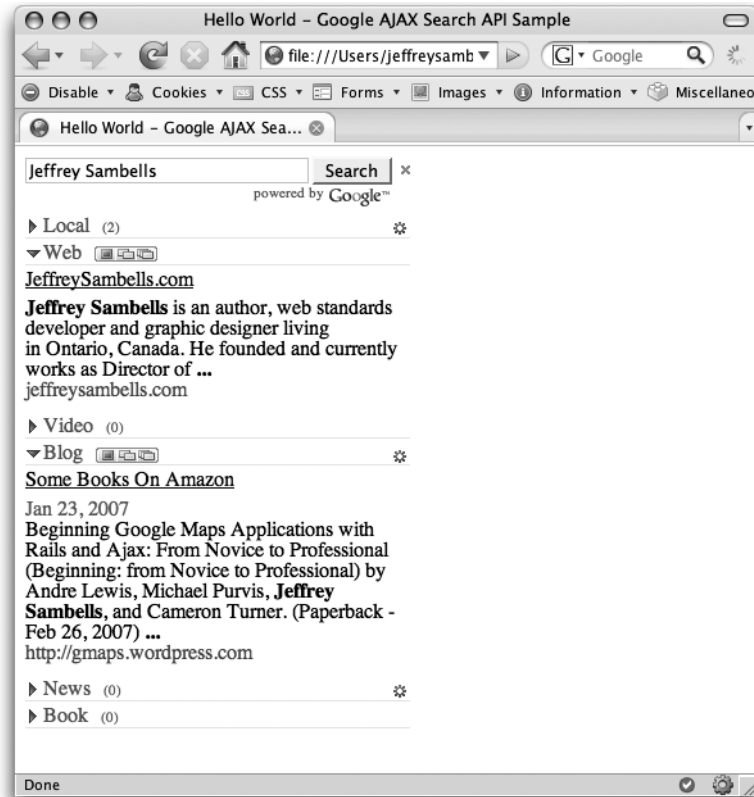 Hello World – Google AJAX Search API Sample
file:///Users/jeffreysamb
G Google
Disable Cookies CSS Forms Images Information Miscellaneo
Hello World – Google AJAX Sea...
Jeffrey Sambells Search
powered by Google™
Local (2)
Web
JeffreySambells.com
Jeffrey Sambells is an author, web standards
developer and graphic designer living
in Ontario, Canada. He founded and currently
works as Director of ...
jeffreysambells.com
Video (0)
Blog
Some Books On Amazon
Jan 23, 2007
Beginning Google Maps Applications with
Rails and Ajax: From Novice to Professional
(Beginning: from Novice to Professional) by
Andre Lewis, Michael Purvis, Jeffrey
Sambells, and Cameron Turner. (Paperback -
Feb 26, 2007) ...
http://gmaps.wordpress.com
News (0)
Book (0)
Done